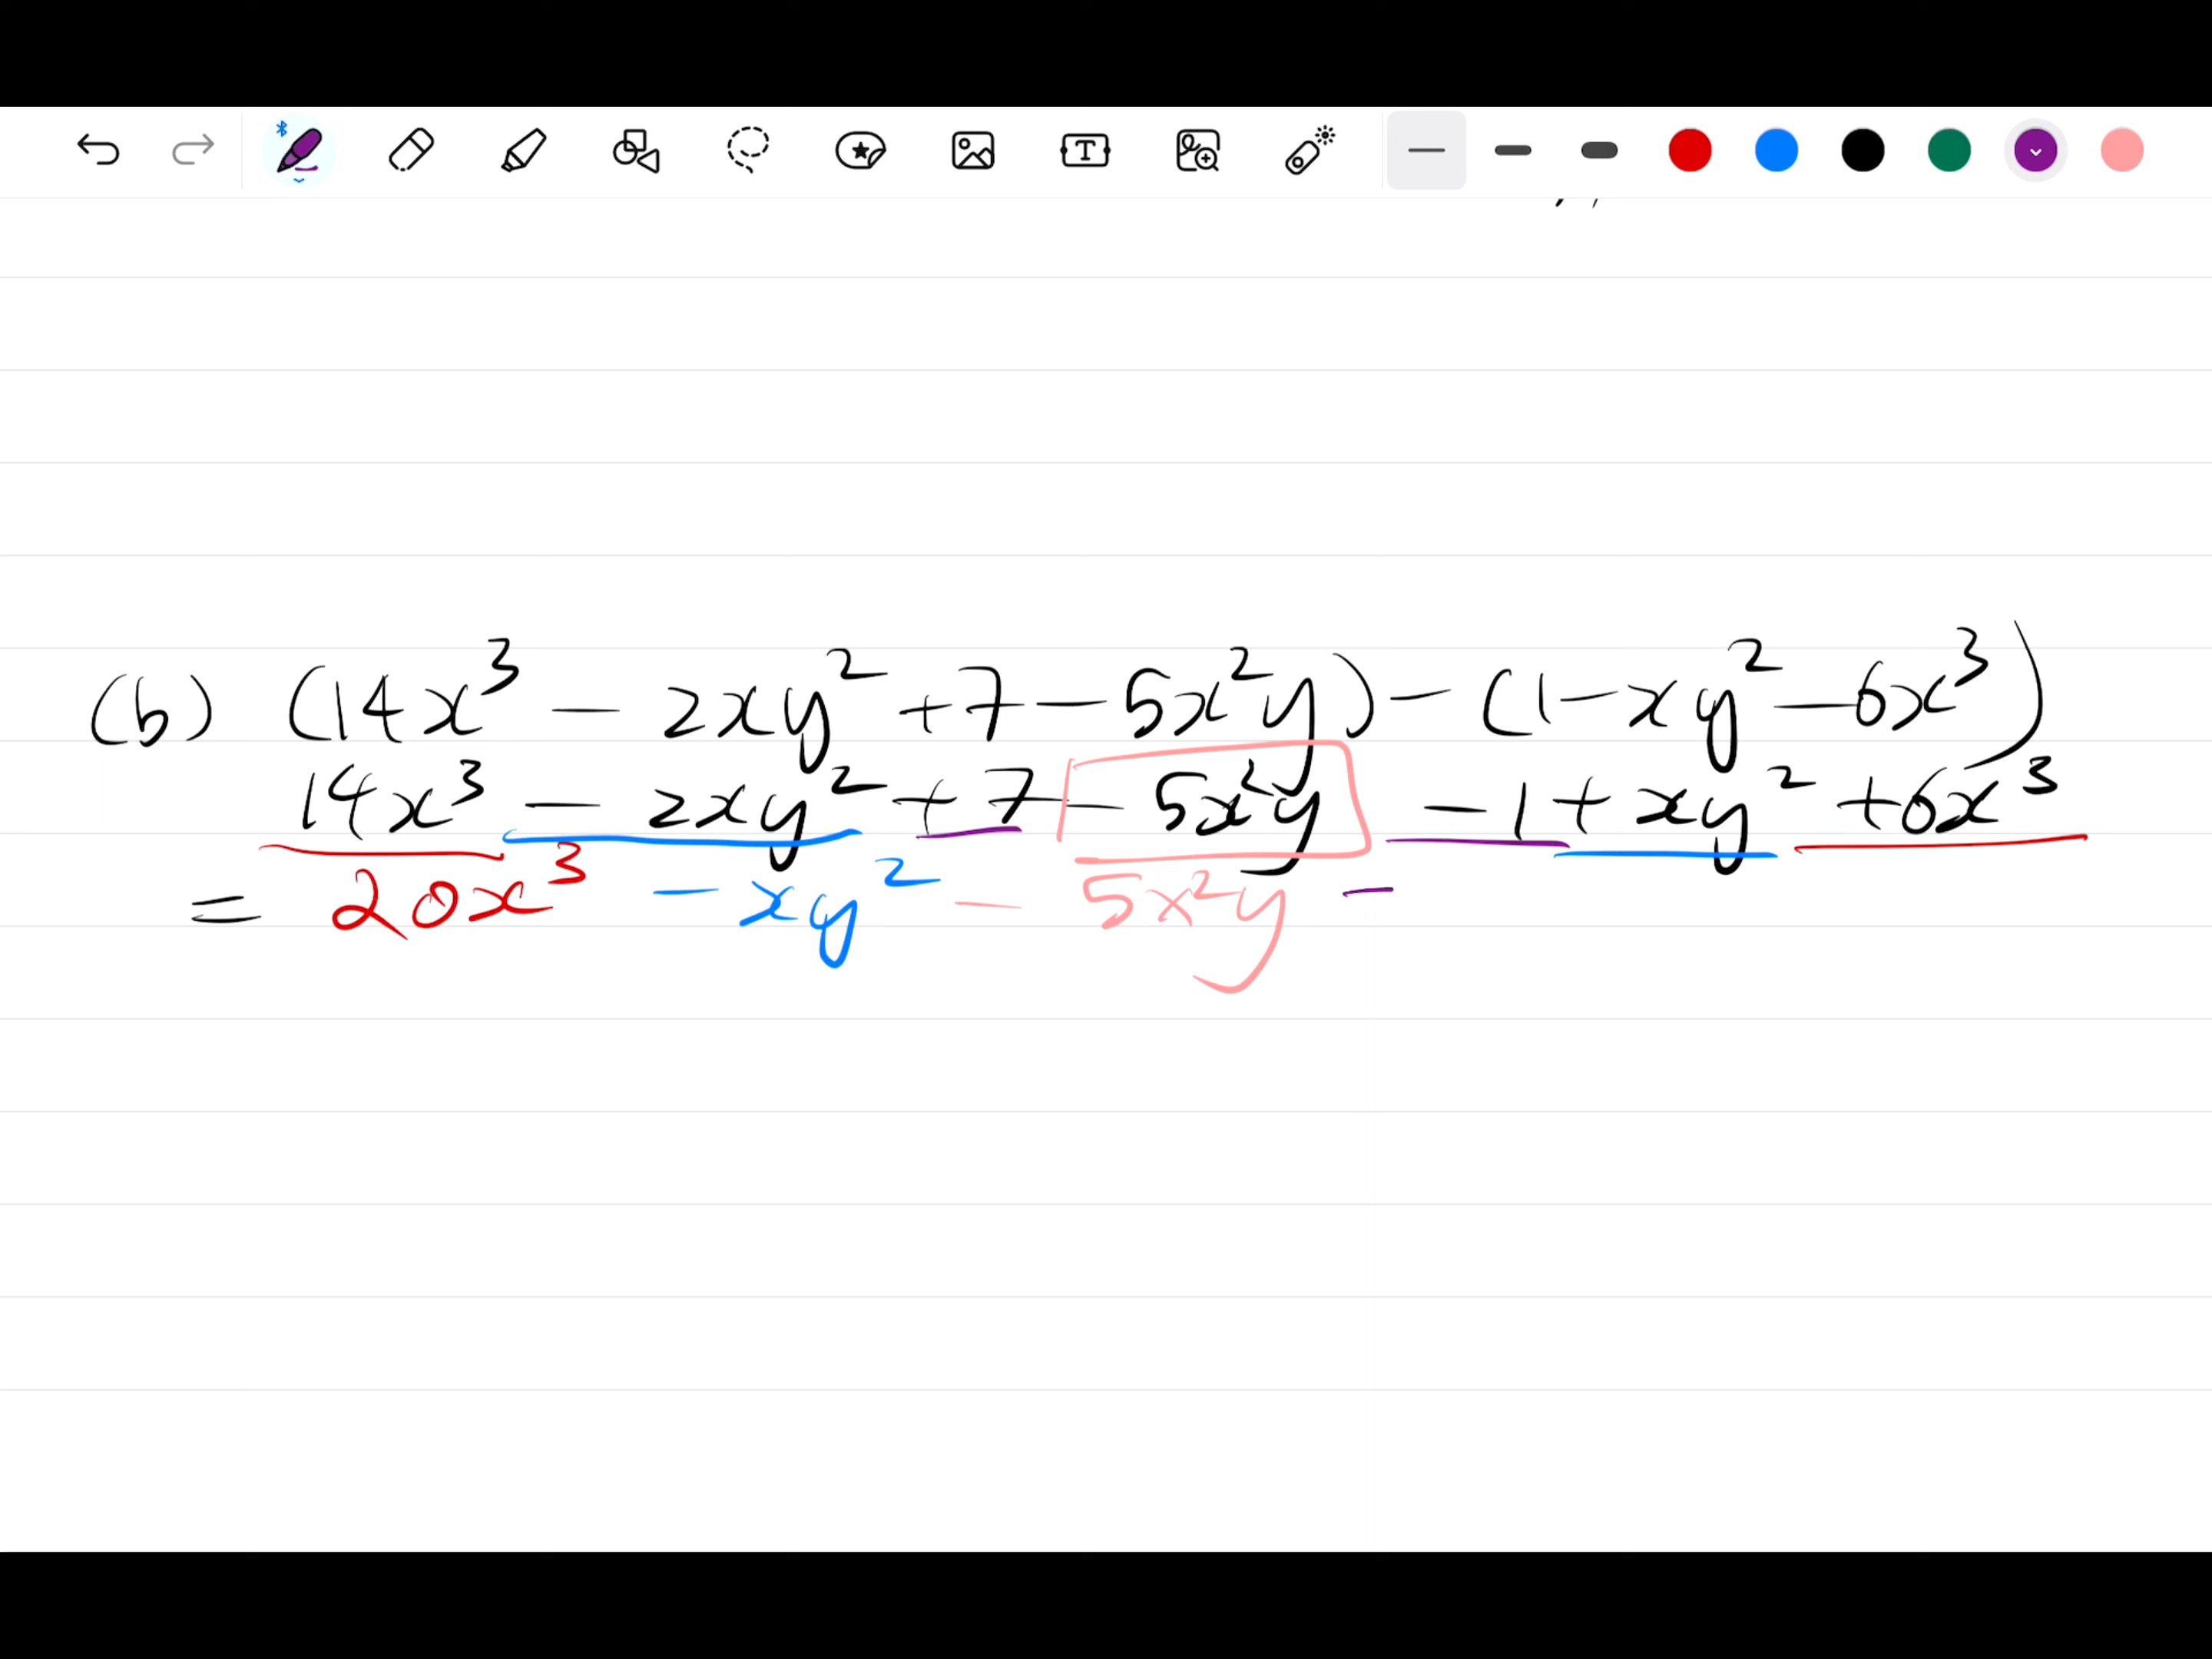 (b) (14x³ - 2xy² + 7 - 5x²y) - (1 - xy² - 6x³)
14x³ - 2xy² + 7 - 5x²y - 1 + xy² + 6x³
= 20x³ - xy² - 5x²y -